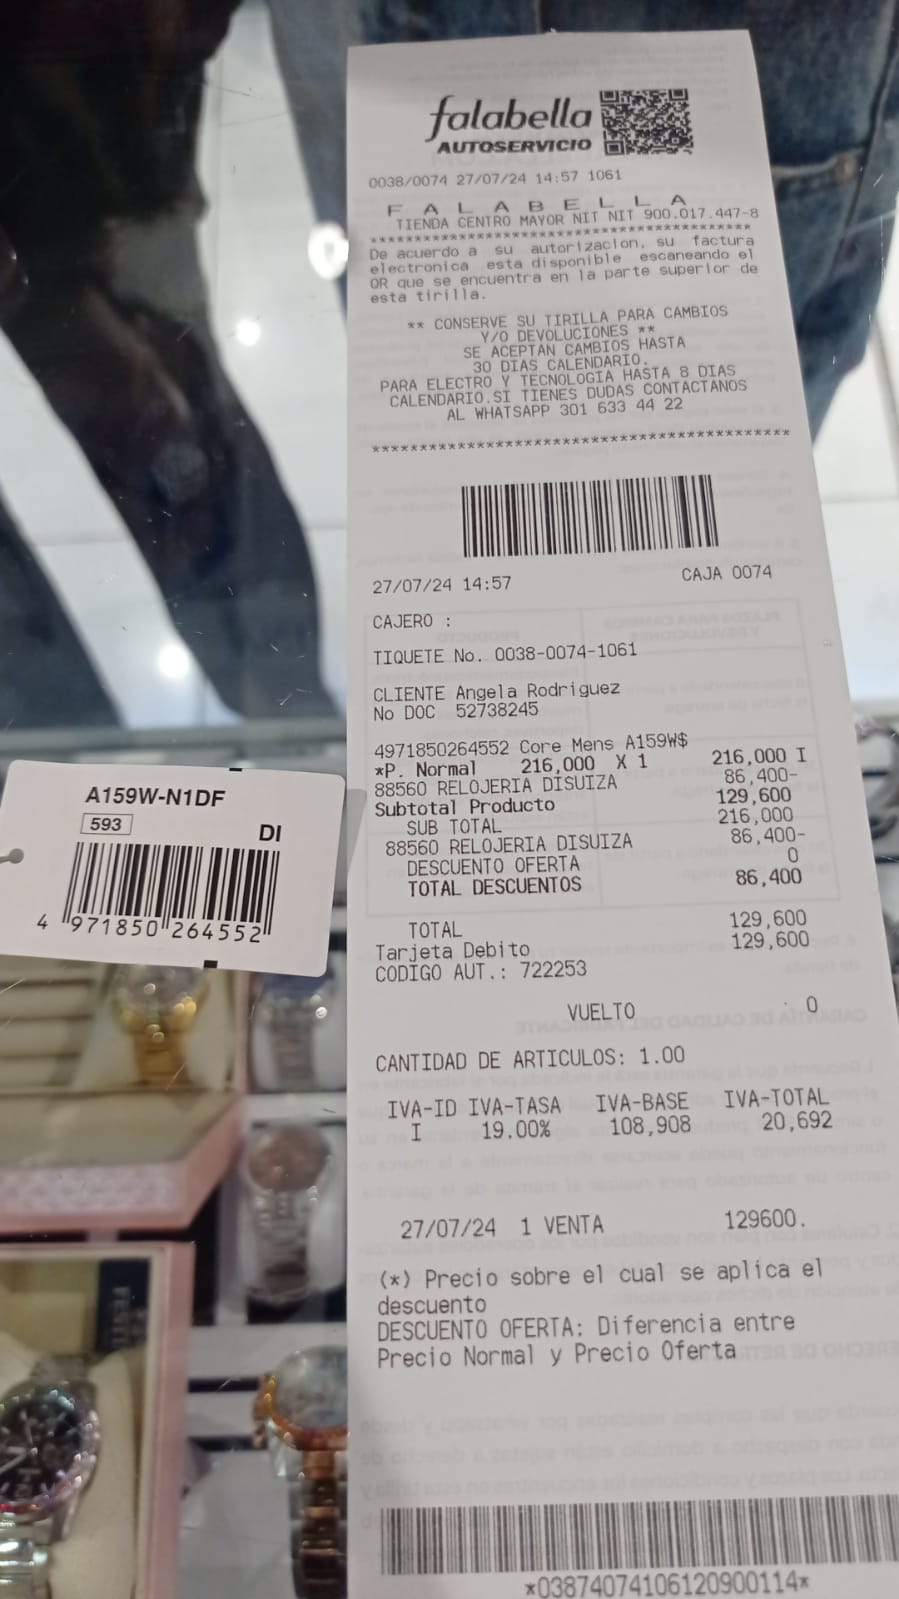 falabella
AUTOSERVICIO
0038/0074 27/07/24 14:57 1061
F A L A B E L L A
TIENDA CENTRO MAYOR NIT NIT 900.017.447-8
******************************************
De acuerdo a su autorizacion, su factura
electronica esta disponible escaneando el
QR que se encuentra en la parte superior de
esta tirilla.
** CONSERVE SU TIRILLA PARA CAMBIOS
Y/O DEVOLUCIONES **
SE ACEPTAN CAMBIOS HASTA
30 DIAS CALENDARIO.
PARA ELECTRO Y TECNOLOGIA HASTA 8 DIAS
CALENDARIO.SI TIENES DUDAS CONTACTANOS
AL WHATSAPP 301 633 44 22
******************************************
27/07/24 14:57 CAJA 0074
CAJERO :
TIQUETE No. 0038-0074-1061
CLIENTE Angela Rodriguez
No DOC 52738245
4971850264552 Core Mens A159W$
*P. Normal 216,000 X 1 216,000 I
88560 RELOJERIA DISUIZA 86,400-
Subtotal Producto 129,600
SUB TOTAL 216,000
88560 RELOJERIA DISUIZA 86,400-
DESCUENTO OFERTA 0
TOTAL DESCUENTOS 86,400
TOTAL 129,600
Tarjeta Debito 129,600
CODIGO AUT.: 722253
VUELTO 0
CANTIDAD DE ARTICULOS: 1.00
IVA-ID IVA-TASA IVA-BASE IVA-TOTAL
I 19.00% 108,908 20,692
27/07/24 1 VENTA 129600.
(*) Precio sobre el cual se aplica el
descuento
DESCUENTO OFERTA: Diferencia entre
Precio Normal y Precio Oferta
*03874074106120900114*
A159W-N1DF
593
DI
4 971850 264552